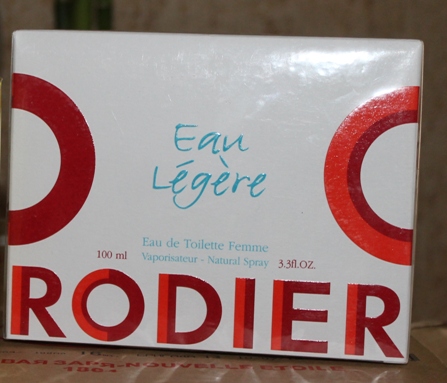 Eau
Légère
Eau de Toilette Femme
100 ml Vaporisateur - Natural Spray 3.3fl.OZ.
RODIER